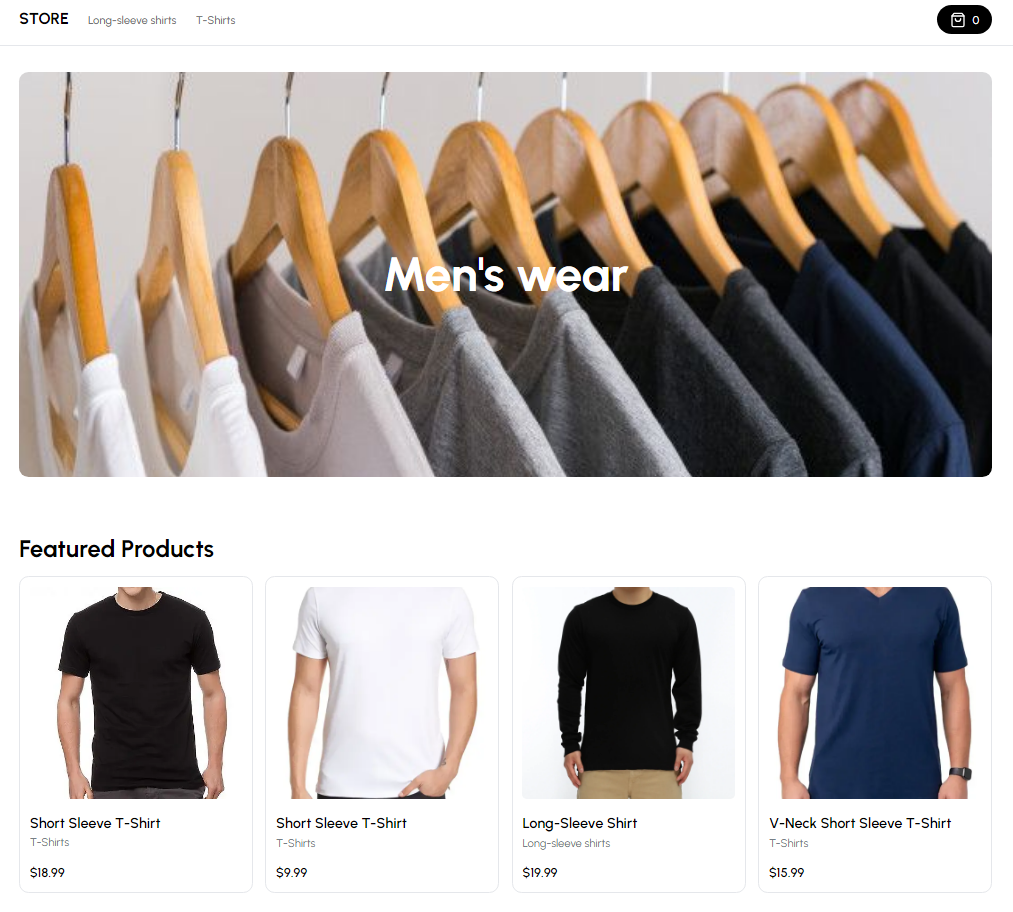 STORE Long-sleeve shirts T-Shirts 0
Men's wear
Featured Products
Short Sleeve T-Shirt
T-Shirts
$18.99
Short Sleeve T-Shirt
T-Shirts
$9.99
Long-Sleeve Shirt
Long-sleeve shirts
$19.99
V-Neck Short Sleeve T-Shirt
T-Shirts
$15.99